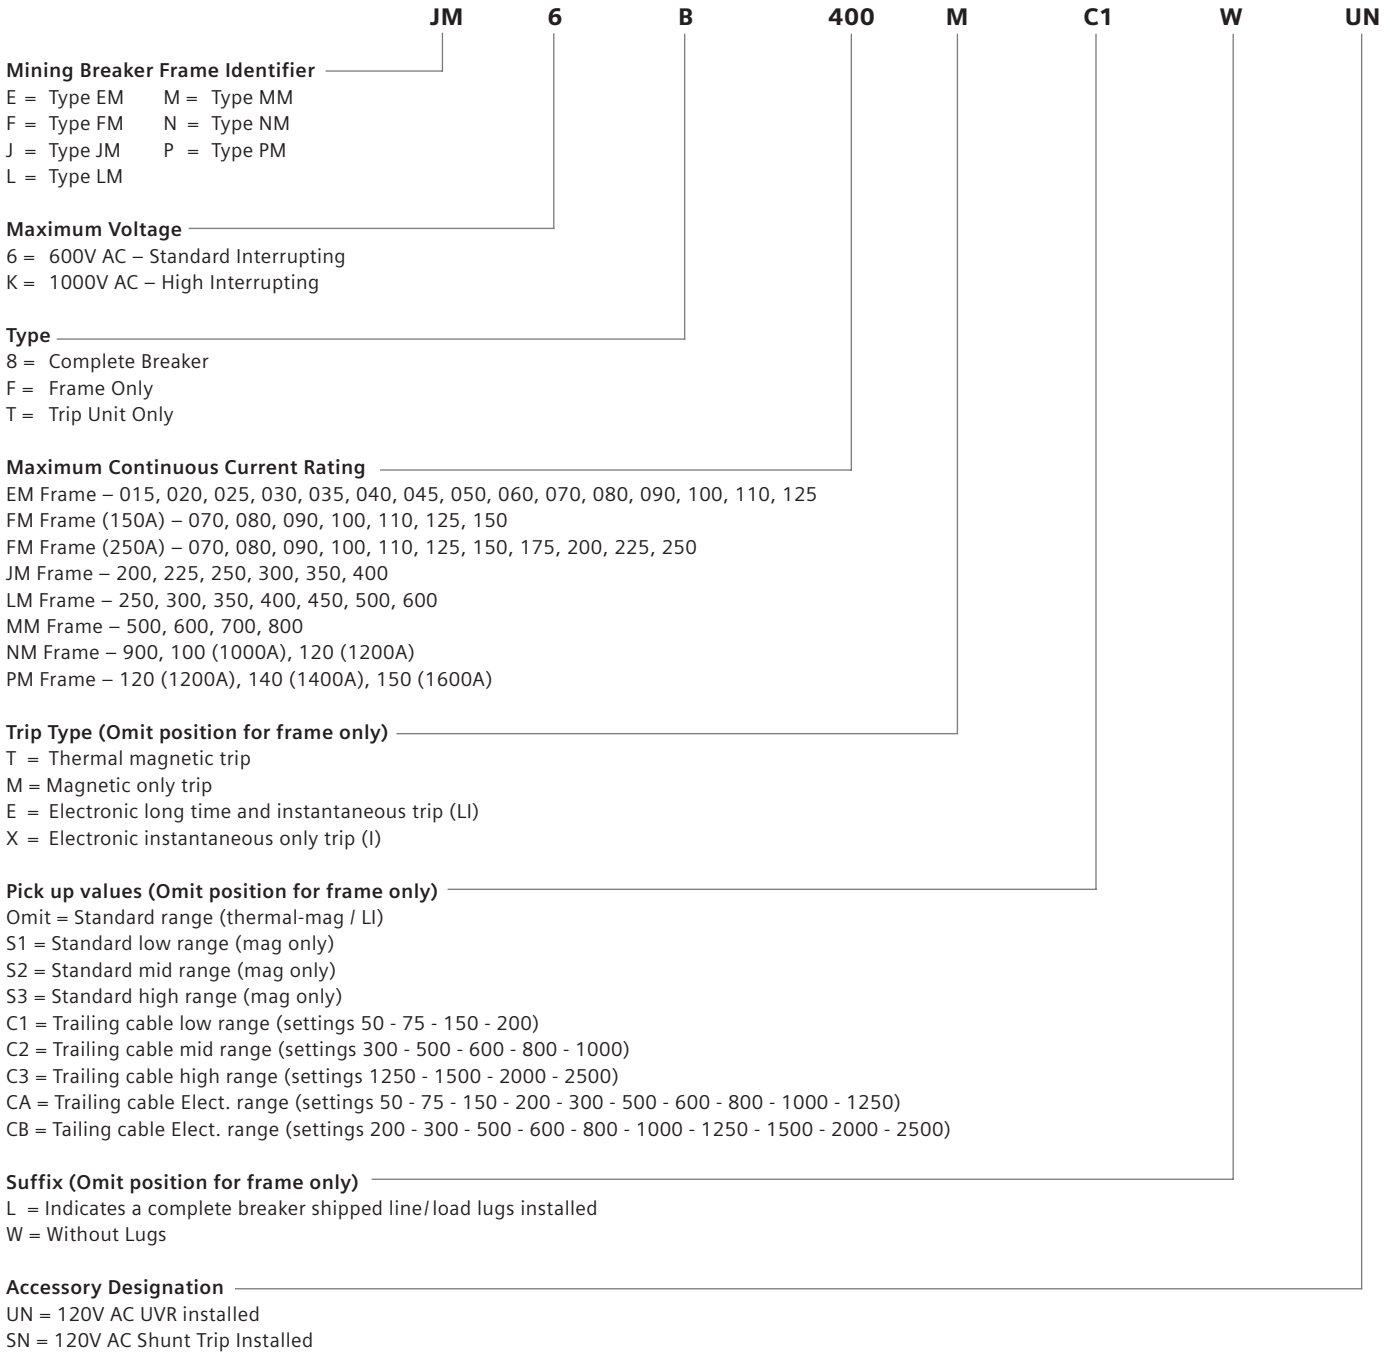 JM 6 B 400 M C1 W UN
Mining Breaker Frame Identifier
E = Type EM M = Type MM
F = Type FM N = Type NM
J = Type JM P = Type PM
L = Type LM
Maximum Voltage
6 = 600V AC – Standard Interrupting
K = 1000V AC – High Interrupting
Type
8 = Complete Breaker
F = Frame Only
T = Trip Unit Only
Maximum Continuous Current Rating
EM Frame – 015, 020, 025, 030, 035, 040, 045, 050, 060, 070, 080, 090, 100, 110, 125
FM Frame (150A) – 070, 080, 090, 100, 110, 125, 150
FM Frame (250A) – 070, 080, 090, 100, 110, 125, 150, 175, 200, 225, 250
JM Frame – 200, 225, 250, 300, 350, 400
LM Frame – 250, 300, 350, 400, 450, 500, 600
MM Frame – 500, 600, 700, 800
NM Frame – 900, 100 (1000A), 120 (1200A)
PM Frame – 120 (1200A), 140 (1400A), 150 (1600A)
Trip Type (Omit position for frame only)
T = Thermal magnetic trip
M = Magnetic only trip
E = Electronic long time and instantaneous trip (LI)
X = Electronic instantaneous only trip (I)
Pick up values (Omit position for frame only)
Omit = Standard range (thermal-mag / LI)
S1 = Standard low range (mag only)
S2 = Standard mid range (mag only)
S3 = Standard high range (mag only)
C1 = Trailing cable low range (settings 50 - 75 - 150 - 200)
C2 = Trailing cable mid range (settings 300 - 500 - 600 - 800 - 1000)
C3 = Trailing cable high range (settings 1250 - 1500 - 2000 - 2500)
CA = Trailing cable Elect. range (settings 50 - 75 - 150 - 200 - 300 - 500 - 600 - 800 - 1000 - 1250)
CB = Tailing cable Elect. range (settings 200 - 300 - 500 - 600 - 800 - 1000 - 1250 - 1500 - 2000 - 2500)
Suffix (Omit position for frame only)
L = Indicates a complete breaker shipped line/load lugs installed
W = Without Lugs
Accessory Designation
UN = 120V AC UVR installed
SN = 120V AC Shunt Trip Installed